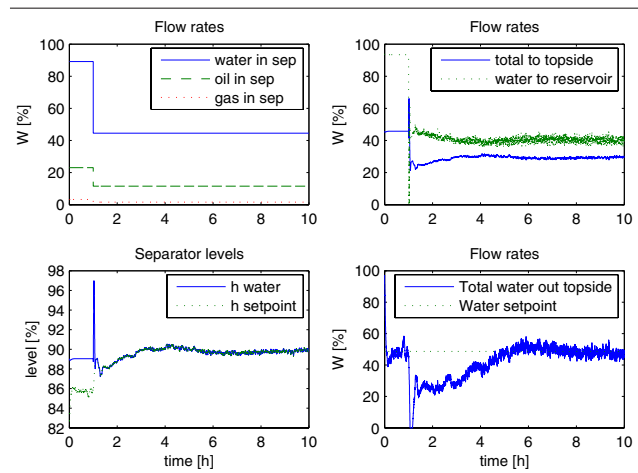 Flow rates
100
80
60
40
20
0
W [%]
water in sep
oil in sep
gas in sep
0 2 4 6 8 10
Flow rates
100
80
60
40
20
0
W [%]
total to topside
water to reservoir
0 2 4 6 8 10
Separator levels
98
96
94
92
90
88
86
84
82
level [%]
h water
h setpoint
0 2 4 6 8 10
time [h]
Flow rates
100
80
60
40
20
0
W [%]
Total water out topside
Water setpoint
0 2 4 6 8 10
time [h]